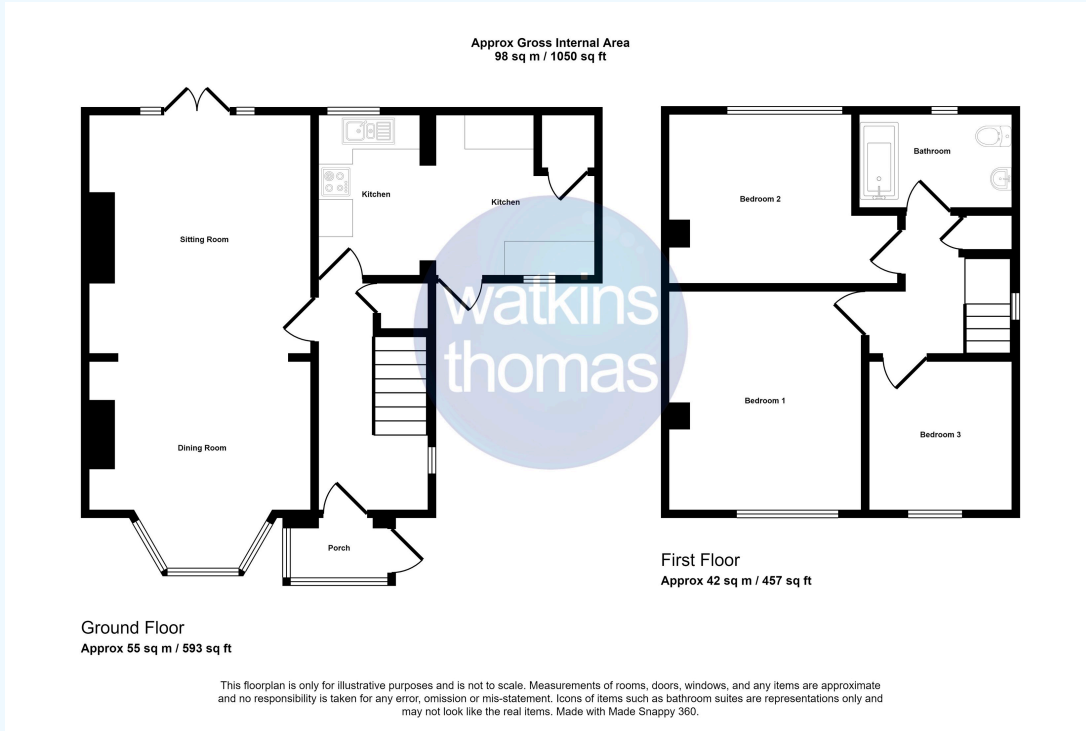 Approx Gross Internal Area
98 sq m / 1050 sq ft
Sitting Room
Kitchen
Kitchen
Dining Room
Porch
Bedroom 2
Bathroom
Bedroom 1
Bedroom 3
watkins
thomas
Ground Floor
Approx 55 sq m / 593 sq ft
First Floor
Approx 42 sq m / 457 sq ft
This floorplan is only for illustrative purposes and is not to scale. Measurements of rooms, doors, windows, and any items are approximate
and no responsibility is taken for any error, omission or mis-statement. Icons of items such as bathroom suites are representations only and
may not look like the real items. Made with Made Snappy 360.